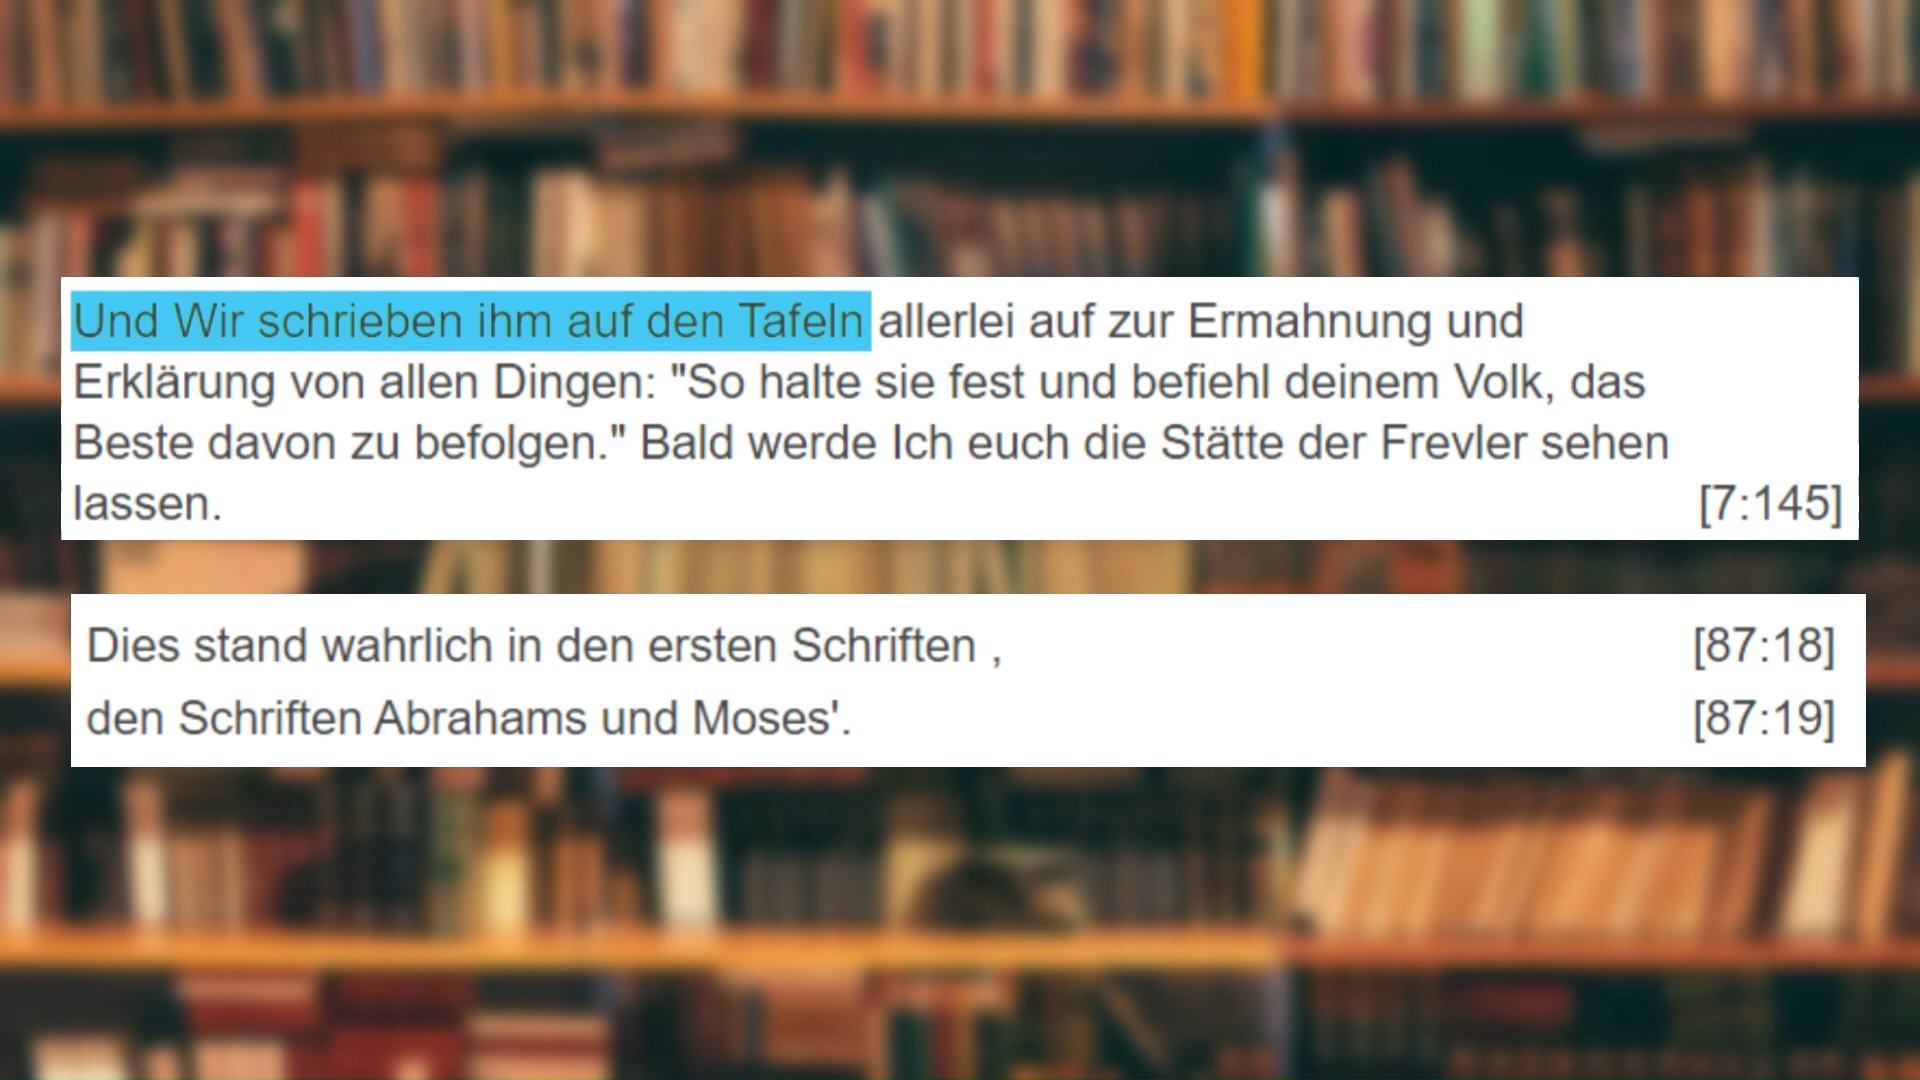 Und Wir schrieben ihm auf den Tafeln allerlei auf zur Ermahnung und
Erklärung von allen Dingen: "So halte sie fest und befiehl deinem Volk, das
Beste davon zu befolgen." Bald werde Ich euch die Stätte der Frevler sehen
lassen. [7:145]
Dies stand wahrlich in den ersten Schriften , [87:18]
den Schriften Abrahams und Moses'. [87:19]